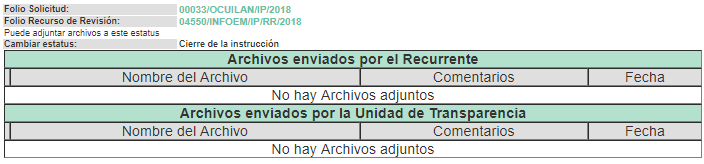 Folio Solicitud: 00033/OCUILAN/IP/2018
Folio Recurso de Revisión: 04550/INFOEM/IP/RR/2018
Puede adjuntar archivos a este estatus
Cambiar estatus: Cierre de la instrucción
Archivos enviados por el Recurrente
Nombre del Archivo Comentarios Fecha
No hay Archivos adjuntos
Archivos enviados por la Unidad de Transparencia
Nombre del Archivo Comentarios Fecha
No hay Archivos adjuntos